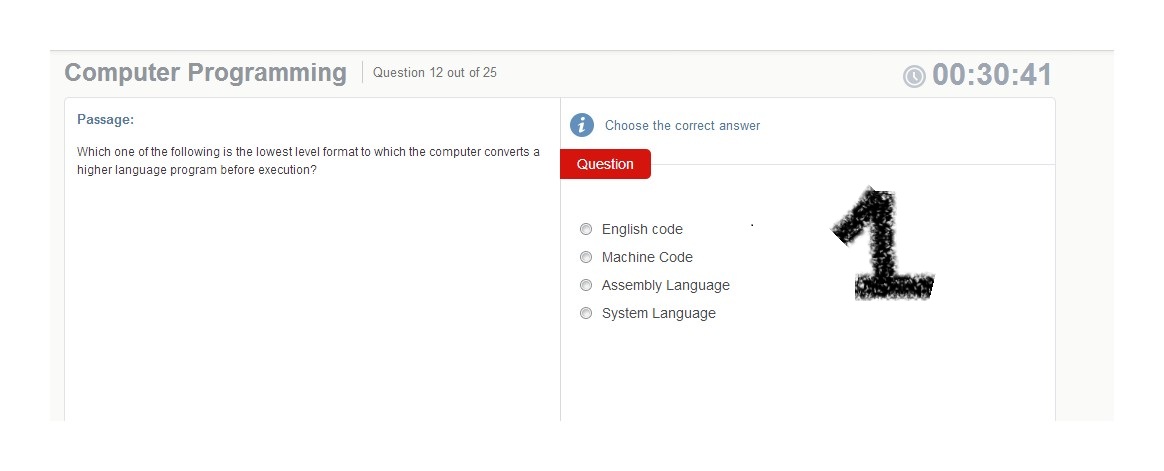 Computer Programming
Question 12 out of 25
00:30:41
Passage:
Which one of the following is the lowest level format to which the computer converts a
higher language program before execution?
i
Choose the correct answer
Question
English code
Machine Code
Assembly Language
System Language
1